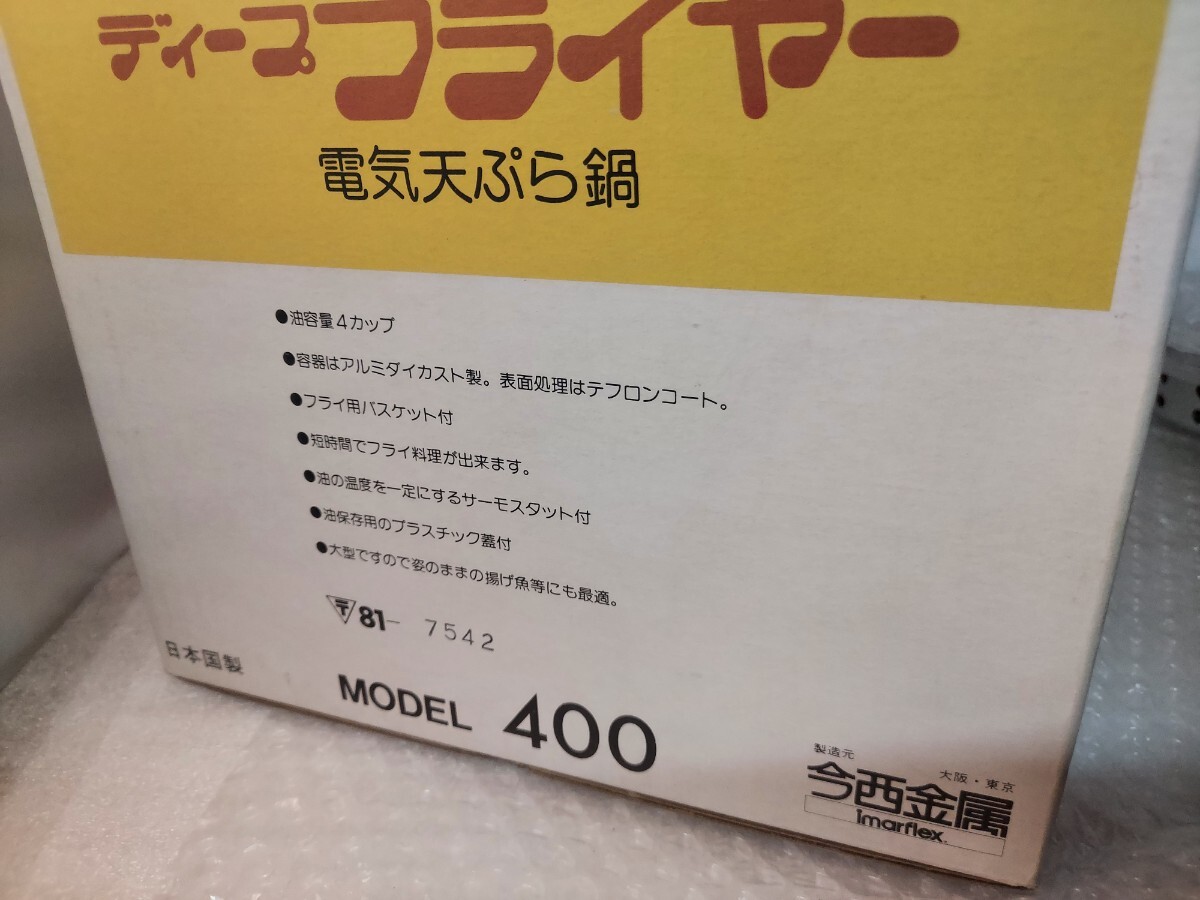 ディープフライヤー
電気天ぷら鍋
●油容量4カップ
●容器はアルミダイカスト製。表面処理はテフロンコート。
●フライ用バスケット付
●短時間でフライ料理が出来ます。
●油の温度を一定にするサーモスタット付
●油保存用のプラスチック蓋付
●大型ですので姿のままの揚げ魚等にも最適。
〒81-7542
日本国製
MODEL 400
製造元
大阪・東京
今西金属
imarflex